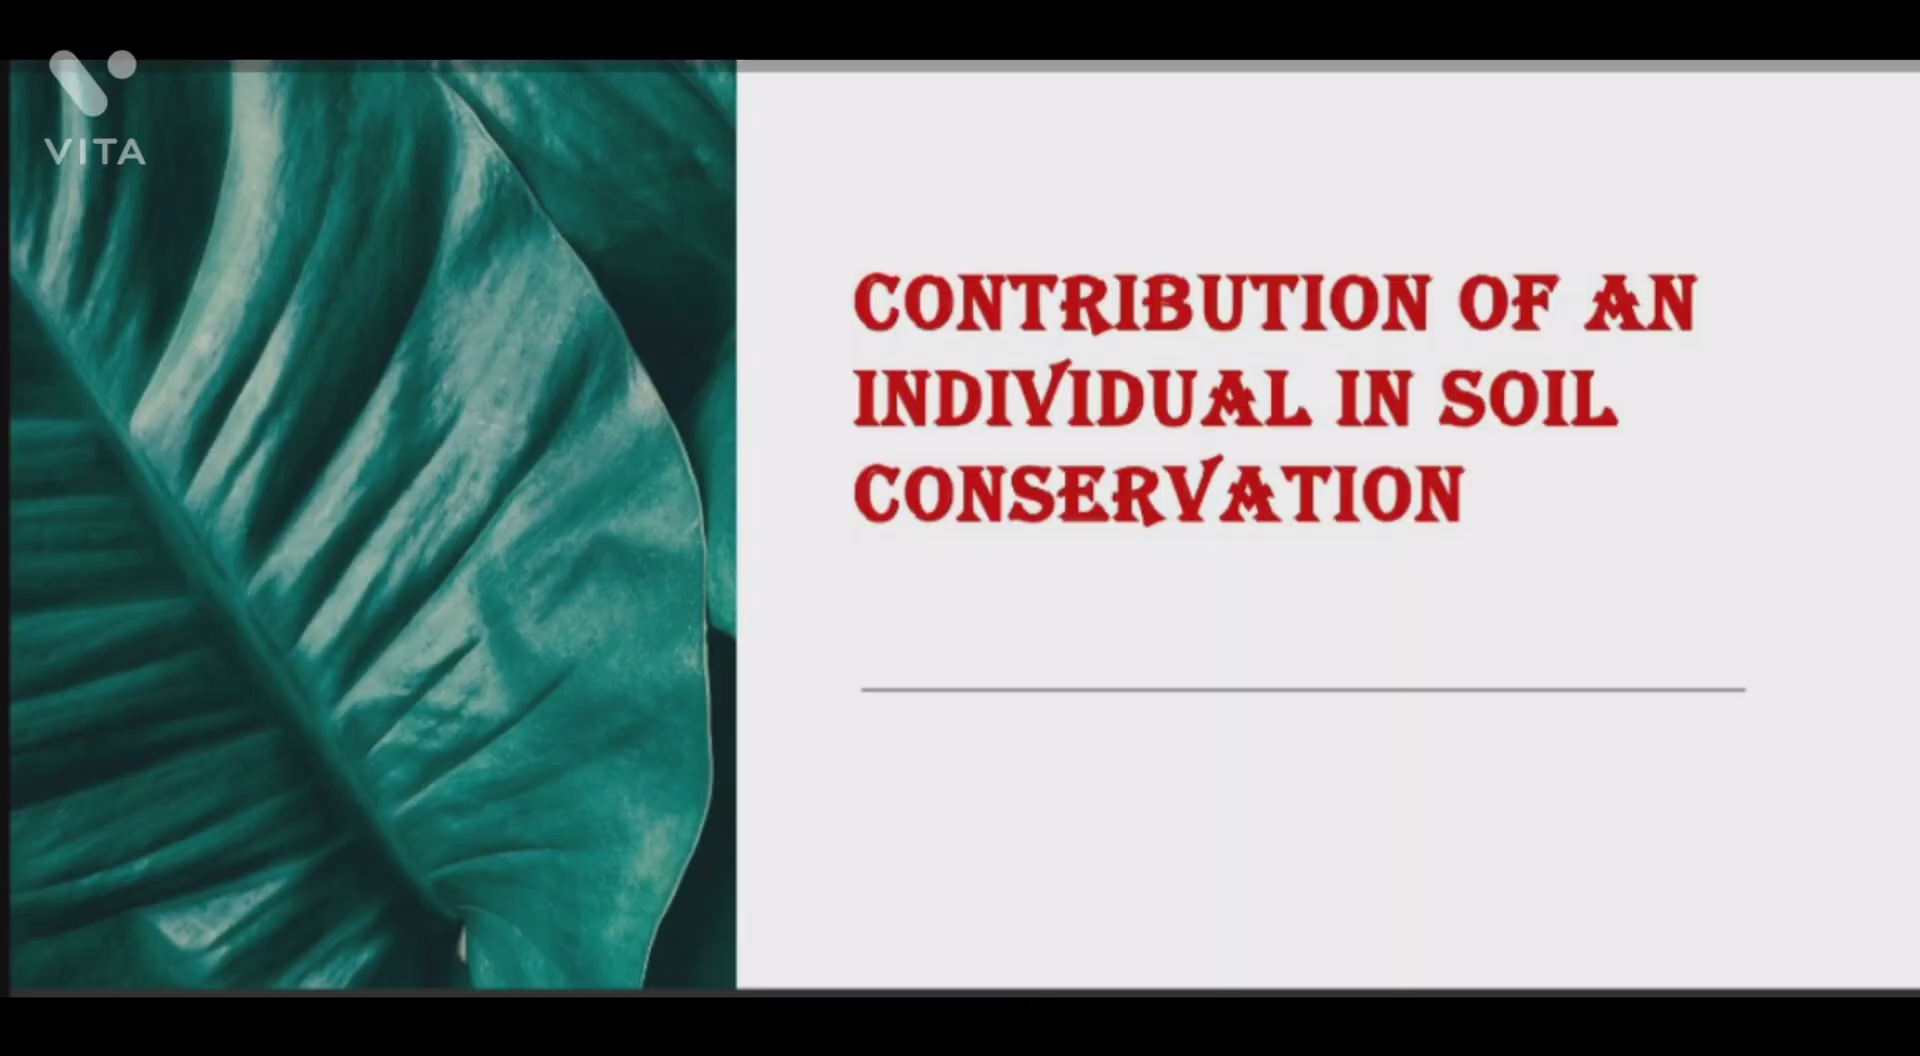 VITA
CONTRIBUTION OF AN
INDIVIDUAL IN SOIL
CONSERVATION